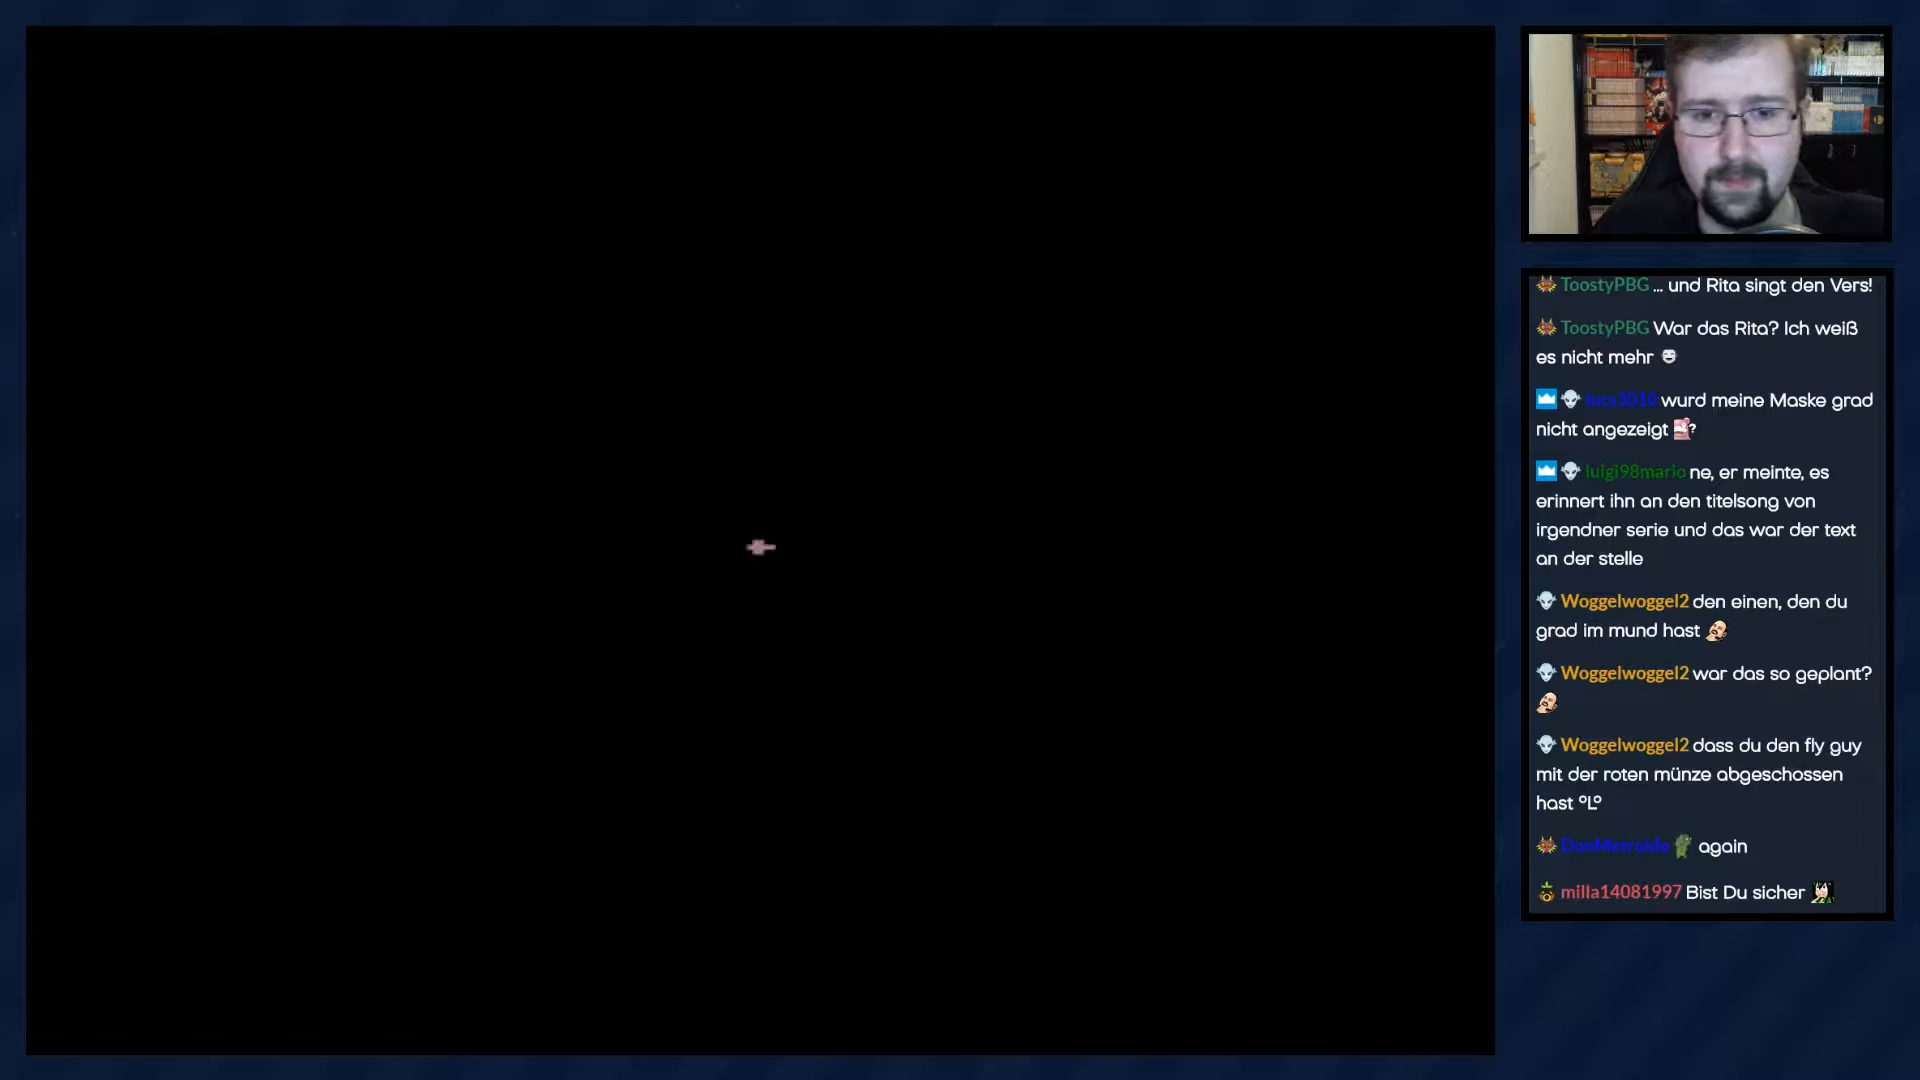 ToostyPBG ... und Rita singt den Vers!
ToostyPBG War das Rita? Ich weiß
es nicht mehr
lucs3010 wurd meine Maske grad
nicht angezeigt ?
luigi98mario ne, er meinte, es
erinnert ihn an den titelsong von
irgendner serie und das war der text
an der stelle
Woggelwoggel2 den einen, den du
grad im mund hast
Woggelwoggel2 war das so geplant?
Woggelwoggel2 dass du den fly guy
mit der roten münze abgeschossen
hast °L°
DonMetroide again
milla14081997 Bist Du sicher